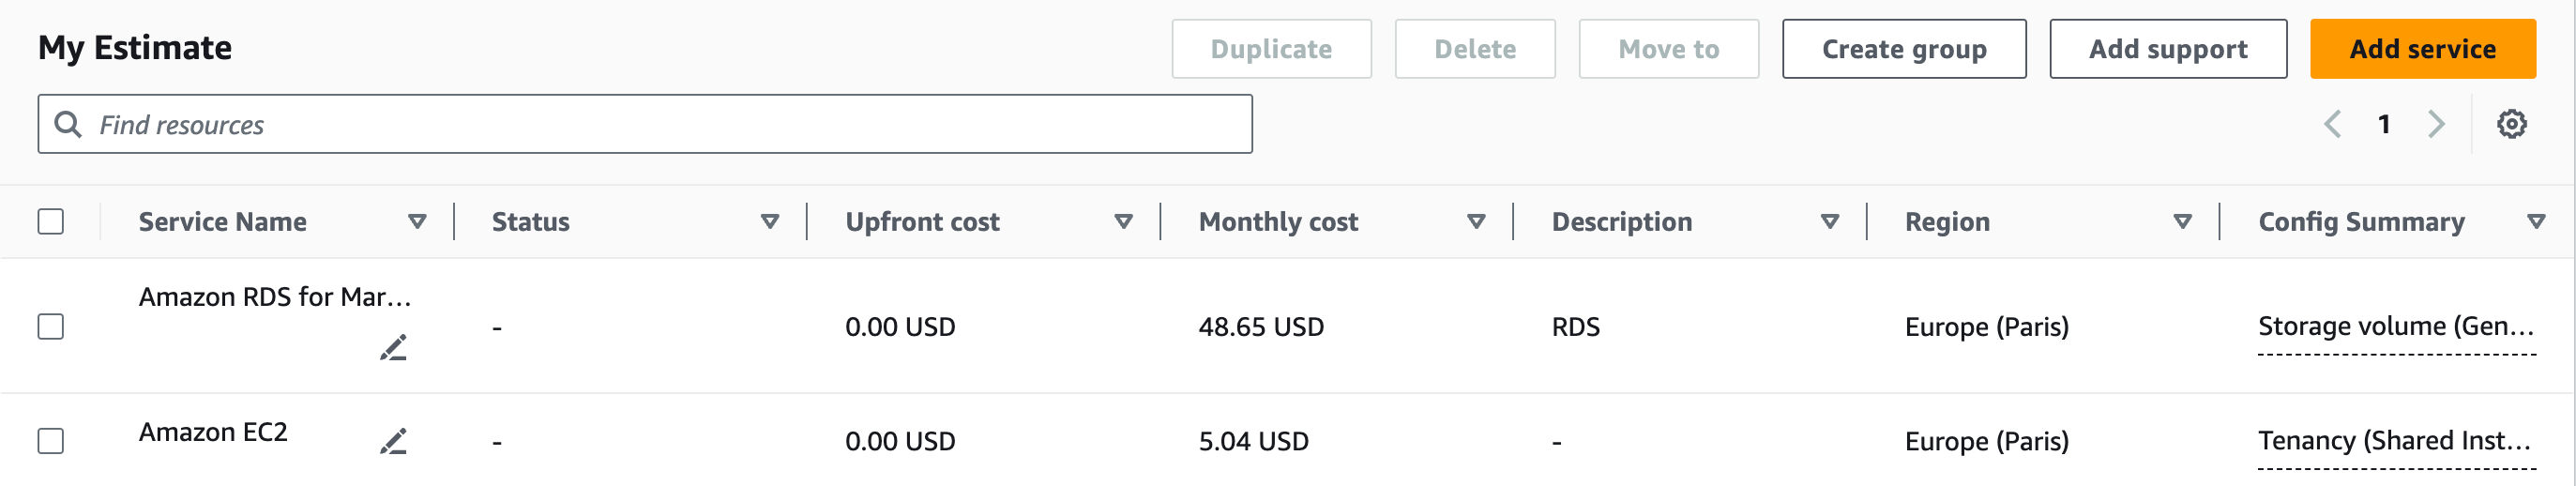 My Estimate
Duplicate
Delete
Move to
Create group
Add support
Add service
Find resources
1
Service Name
Status
Upfront cost
Monthly cost
Description
Region
Config Summary
Amazon RDS for Mar...
-
0.00 USD
48.65 USD
RDS
Europe (Paris)
Storage volume (Gen...
Amazon EC2
-
0.00 USD
5.04 USD
-
Europe (Paris)
Tenancy (Shared Inst...